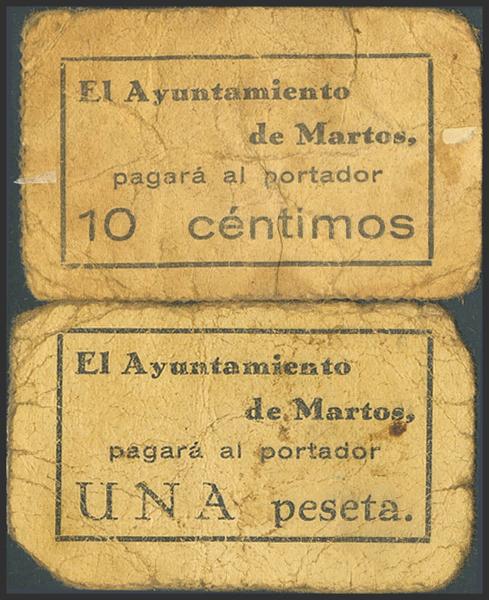 El Ayuntamiento
de Martos,
pagará al portador
10 céntimos
El Ayuntamiento
de Martos,
pagará al portador
UNA peseta.